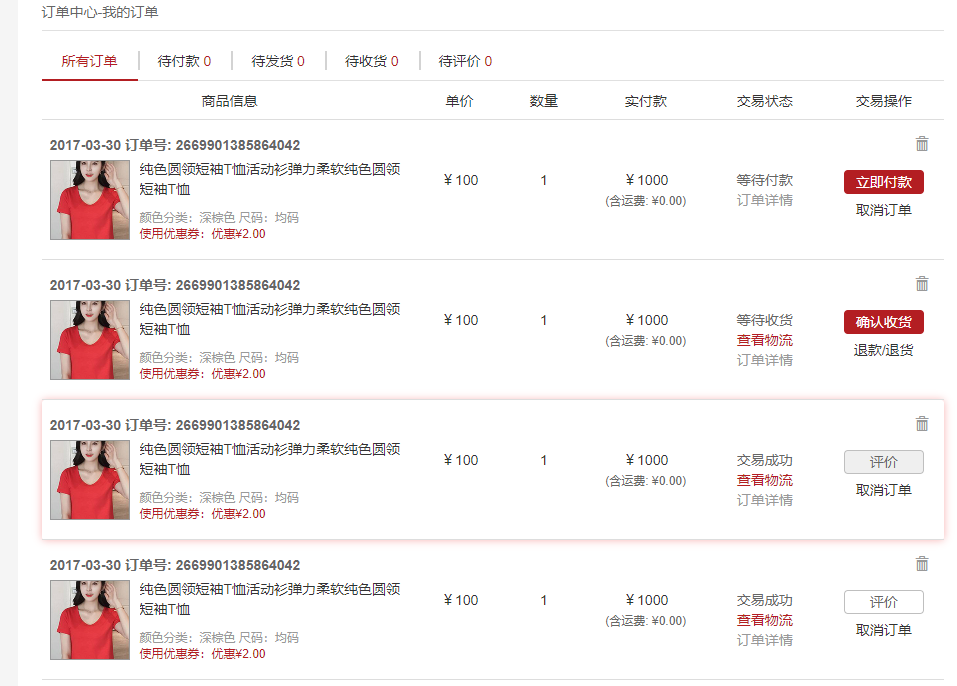 订单中心-我的订单
所有订单 待付款 0 待发货 0 待收货 0 待评价 0
商品信息 单价 数量 实付款 交易状态 交易操作
2017-03-30 订单号: 2669901385864042
纯色圆领短袖T恤活动衫弹力柔软纯色圆领
短袖T恤
¥ 100 1 ¥ 1000 等待付款 立即付款
(含运费: ¥0.00) 订单详情 取消订单
颜色分类：深棕色 尺码：均码
使用优惠券：优惠¥2.00
2017-03-30 订单号: 2669901385864042
纯色圆领短袖T恤活动衫弹力柔软纯色圆领
短袖T恤
¥ 100 1 ¥ 1000 等待收货 确认收货
(含运费: ¥0.00) 查看物流 退款/退货
订单详情
颜色分类：深棕色 尺码：均码
使用优惠券：优惠¥2.00
2017-03-30 订单号: 2669901385864042
纯色圆领短袖T恤活动衫弹力柔软纯色圆领
短袖T恤
¥ 100 1 ¥ 1000 交易成功 评价
(含运费: ¥0.00) 查看物流 取消订单
订单详情
颜色分类：深棕色 尺码：均码
使用优惠券：优惠¥2.00
2017-03-30 订单号: 2669901385864042
纯色圆领短袖T恤活动衫弹力柔软纯色圆领
短袖T恤
¥ 100 1 ¥ 1000 交易成功 评价
(含运费: ¥0.00) 查看物流 取消订单
订单详情
颜色分类：深棕色 尺码：均码
使用优惠券：优惠¥2.00